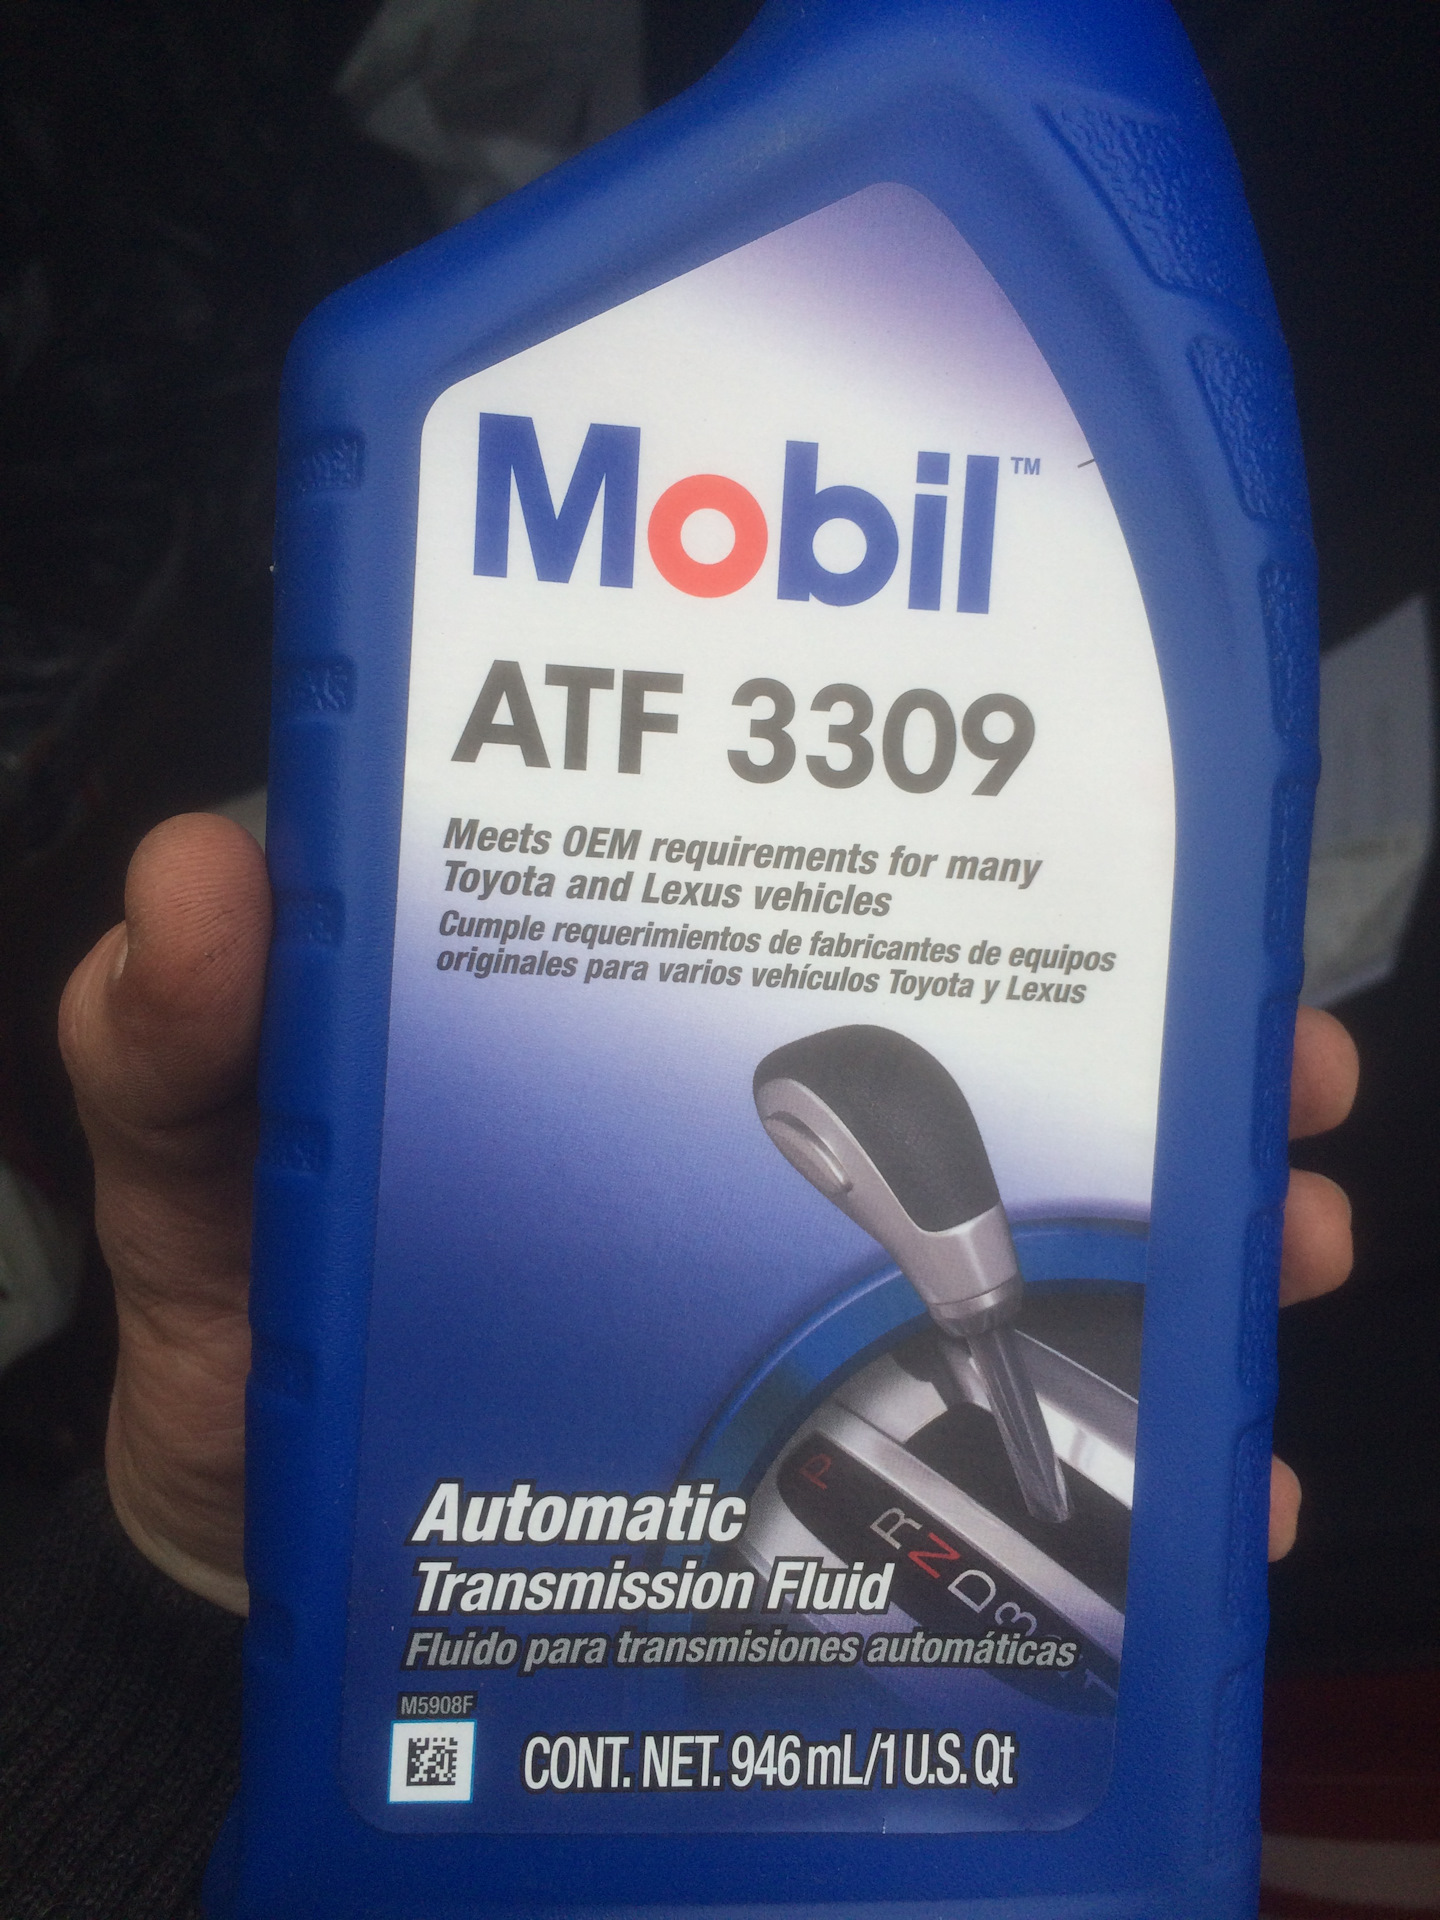 Mobil™
ATF 3309
Meets OEM requirements for many
Toyota and Lexus vehicles
Cumple requerimientos de fabricantes de equipos
originales para varios vehículos Toyota y Lexus
P
R
N
D
3
Automatic
Transmission Fluid
Fluido para transmisiones automáticas
M5908F
CONT. NET. 946 mL/1 U.S. Qt